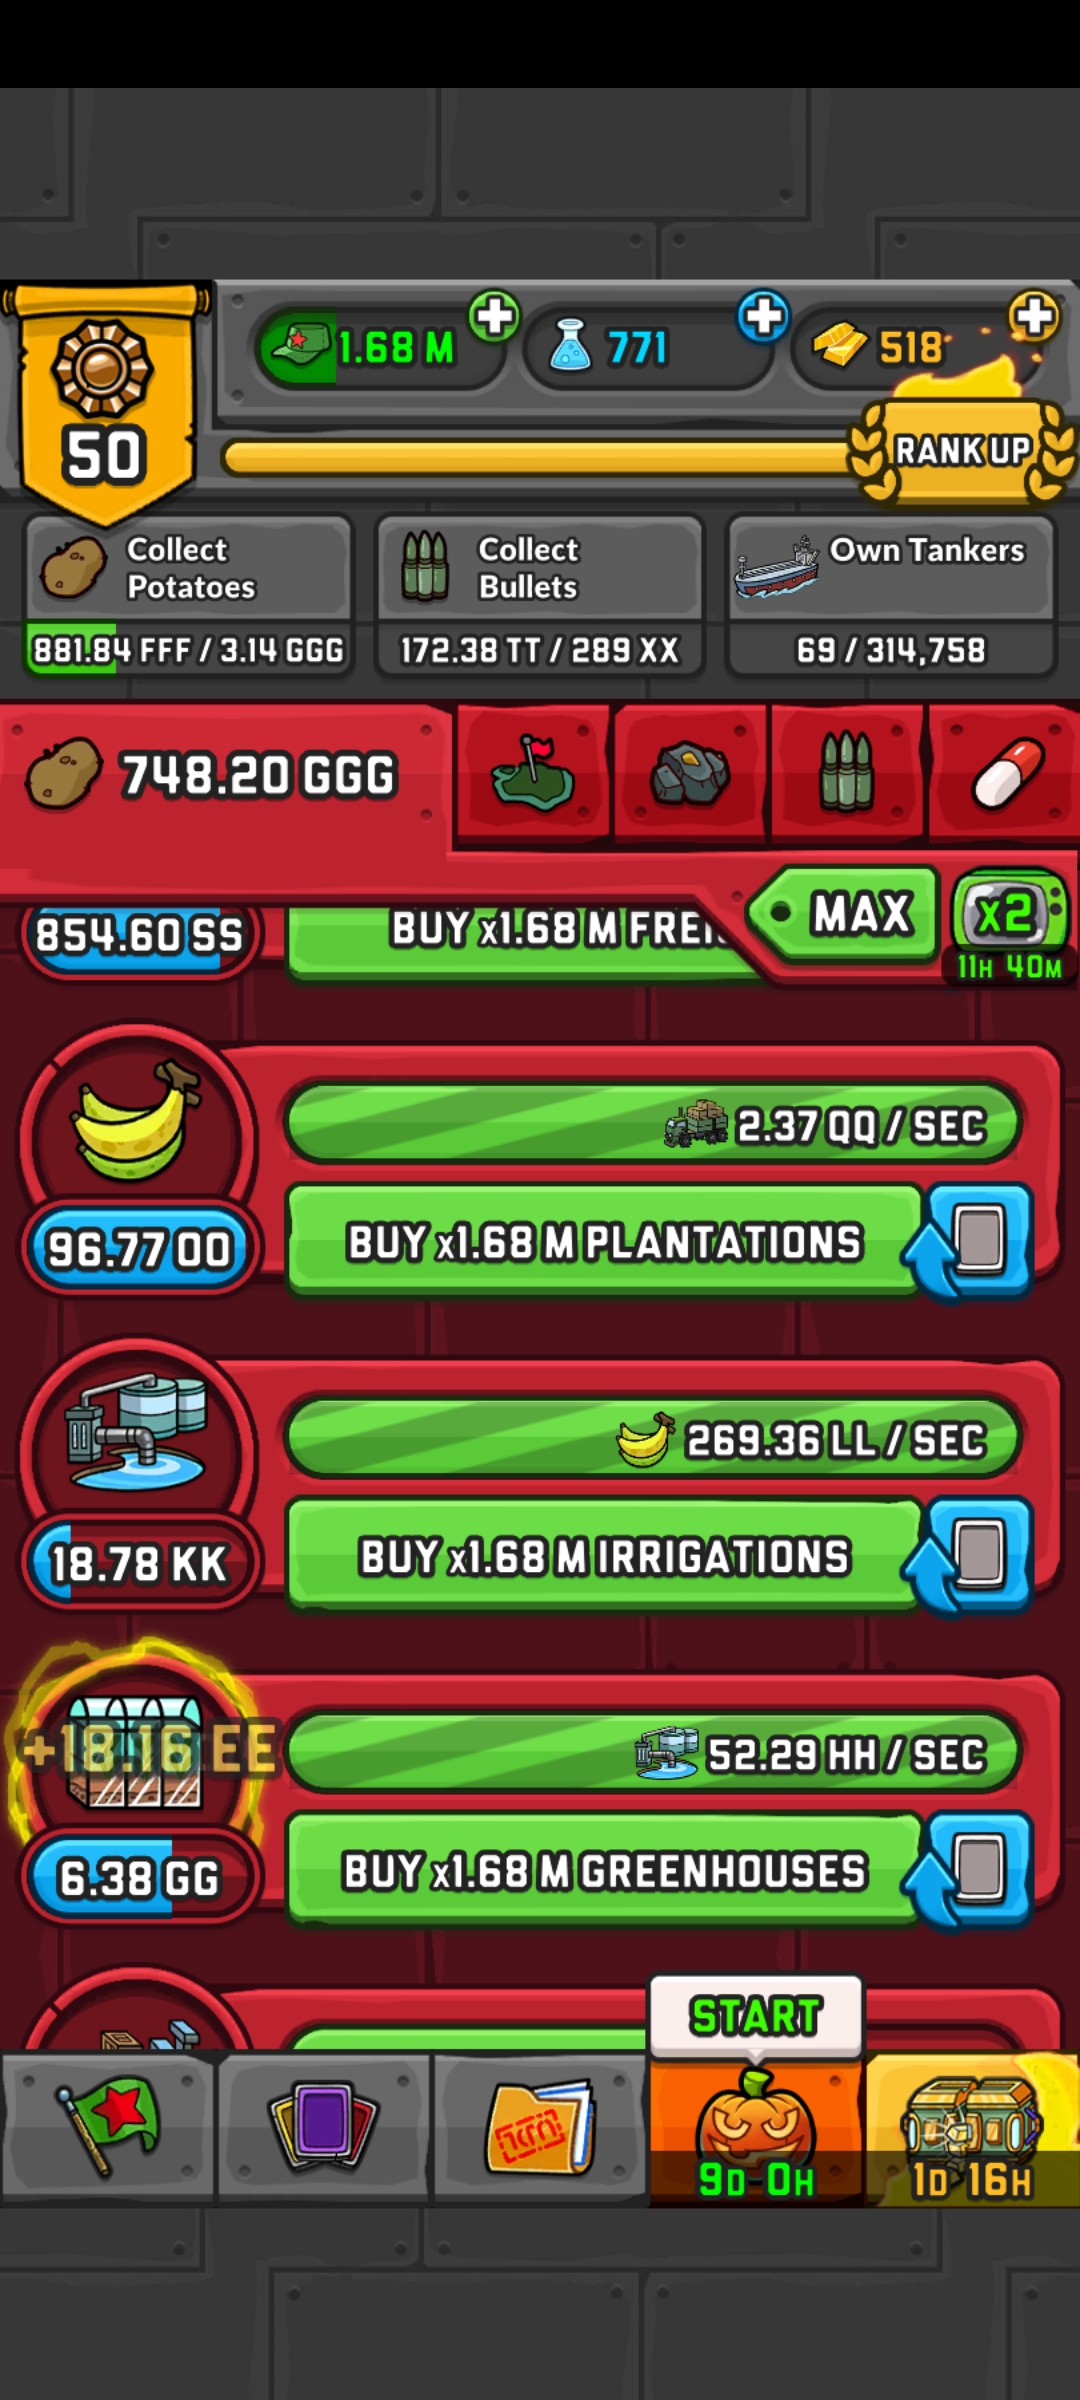 1.68 M
771
518
50
RANK UP
Collect
Potatoes
881.84 FFF / 3.14 GGG
Collect
Bullets
172.38 TT / 289 XX
Own Tankers
69 / 314,758
748.20 GGG
MAX
x2
11H 40M
854.60 SS
BUY x1.68 M
96.77 OO
2.37 QQ / SEC
BUY x1.68 M PLANTATIONS
18.78 KK
269.36 LL / SEC
BUY x1.68 M IRRIGATIONS
+18.16 EE
6.38 GG
52.29 HH / SEC
BUY x1.68 M GREENHOUSES
START
9D 0H
1D 16H